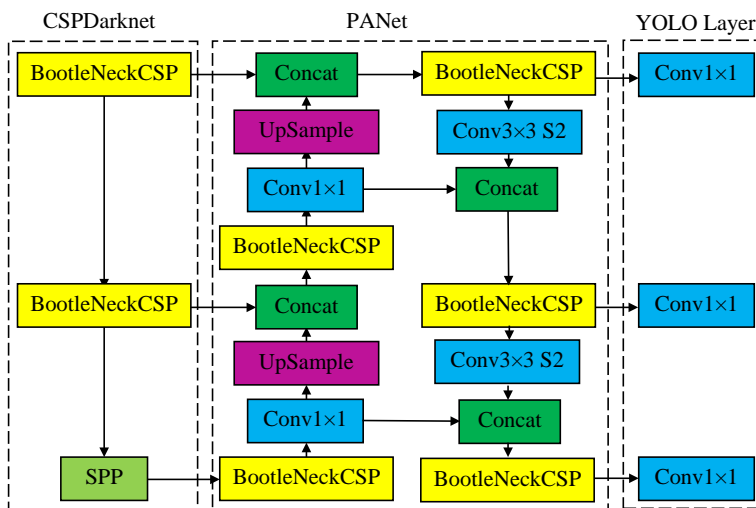 CSPDarknet PANet YOLO Layer
BootleNeckCSP Concat BootleNeckCSP Conv1×1
UpSample Conv3×3 S2
Conv1×1 Concat
BootleNeckCSP
BootleNeckCSP Concat BootleNeckCSP Conv1×1
UpSample Conv3×3 S2
Conv1×1 Concat
SPP BootleNeckCSP BootleNeckCSP Conv1×1